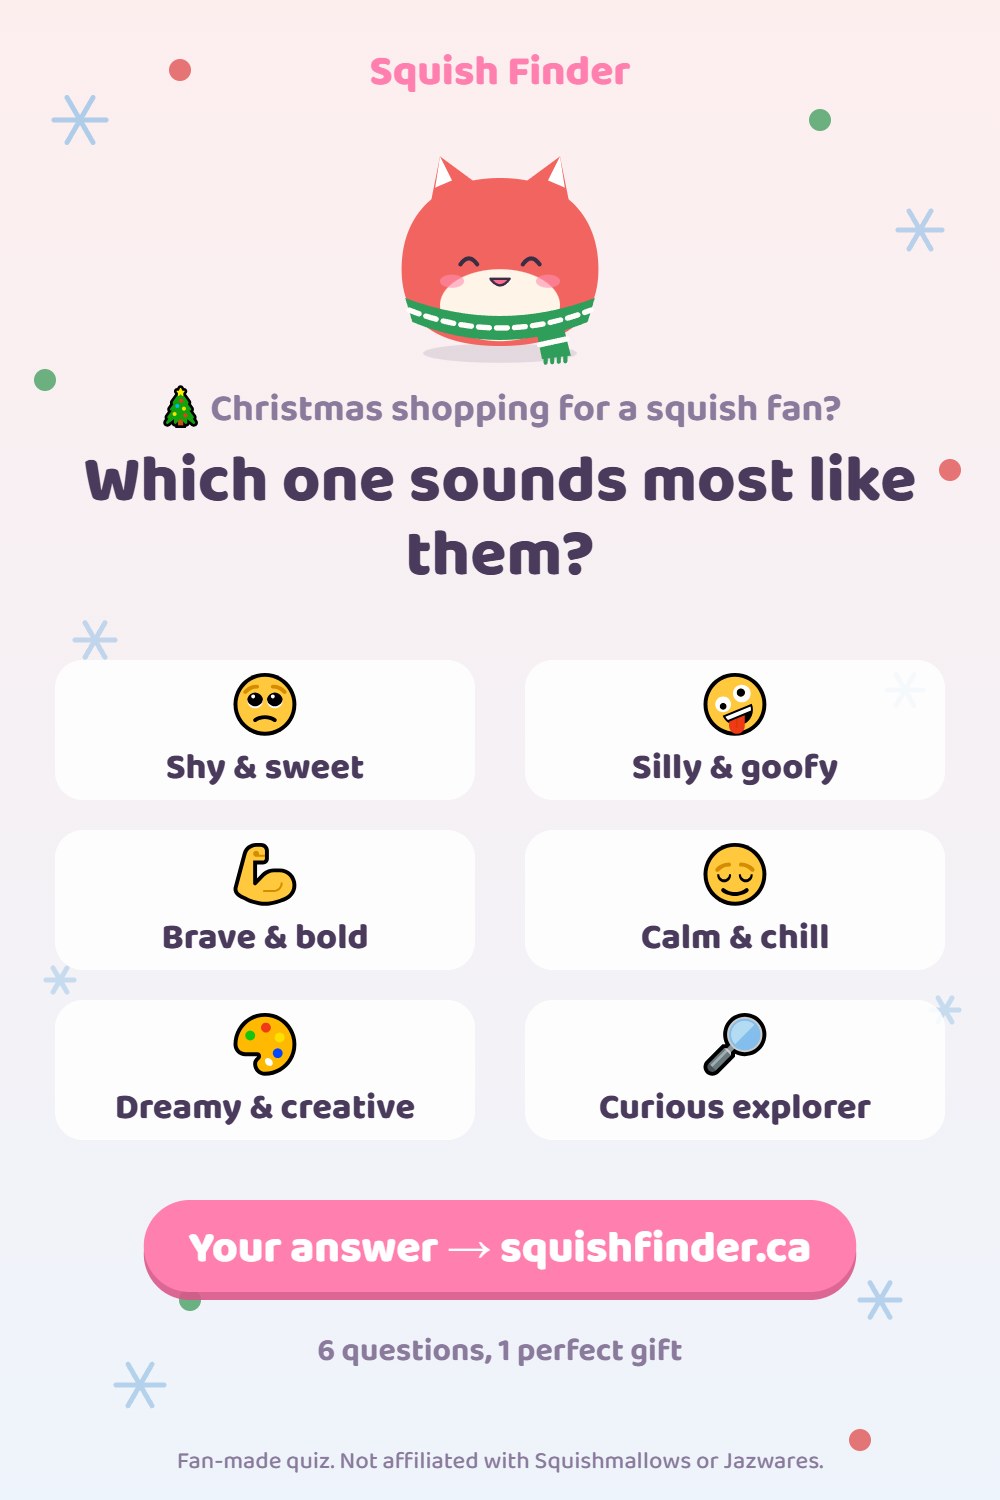 Squish Finder
🎄 Christmas shopping for a squish fan?
Which one sounds most like
them?
Shy & sweet
Silly & goofy
Brave & bold
Calm & chill
Dreamy & creative
Curious explorer
Your answer → squishfinder.ca
6 questions, 1 perfect gift
Fan-made quiz. Not affiliated with Squishmallows or Jazwares.